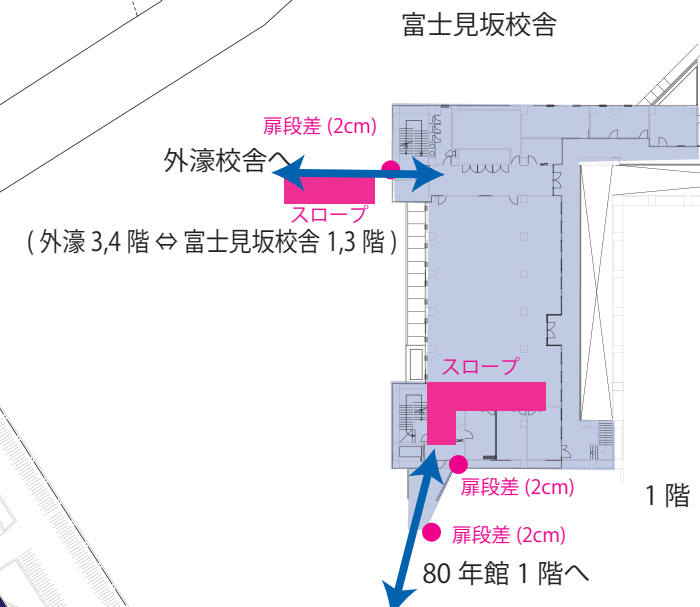 富士見坂校舎
扉段差 (2cm)
外濠校舎へ
スロープ
( 外濠 3,4 階 ⇔ 富士見坂校舎 1,3 階 )
スロープ
扉段差 (2cm)
1 階
扉段差 (2cm)
80 年館 1 階へ